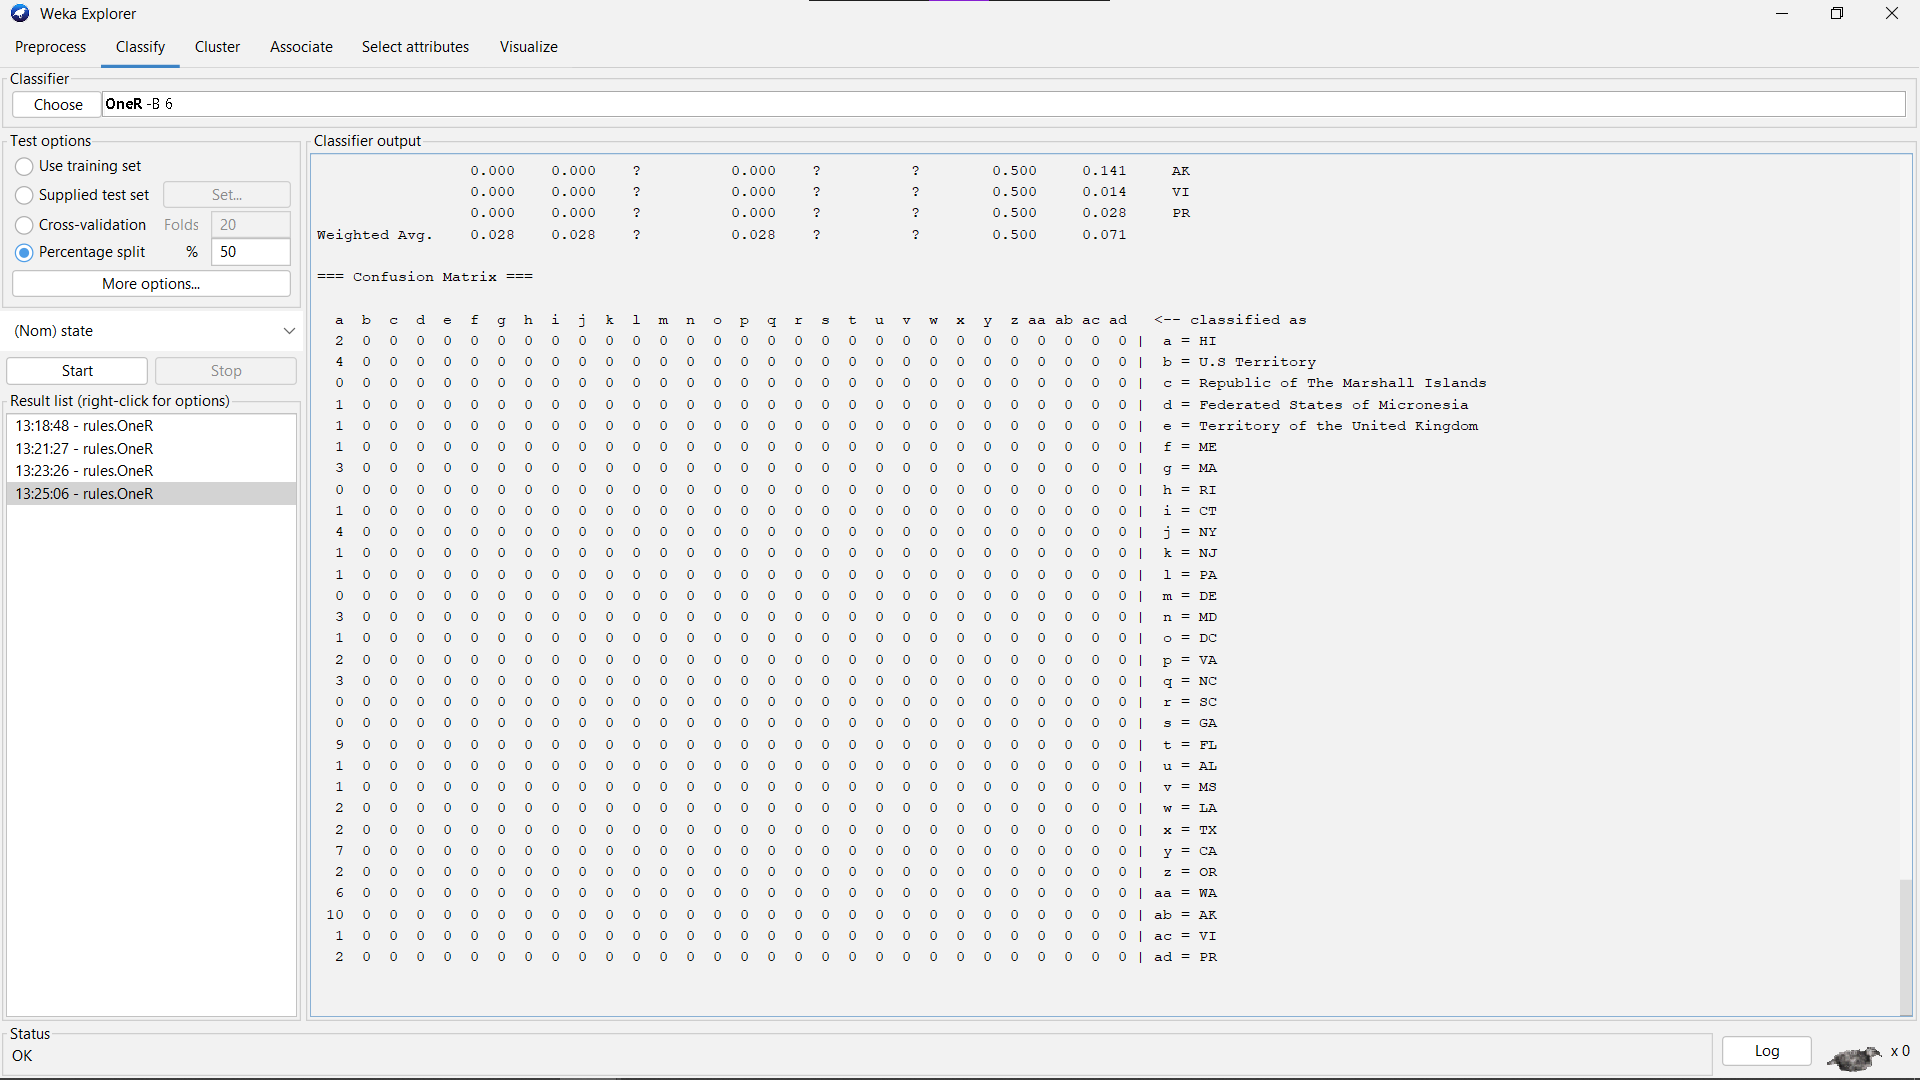 Weka Explorer
Preprocess Classify Cluster Associate Select attributes Visualize
Classifier
Choose OneR -B 6
Test options
Use training set
Supplied test set Set...
Cross-validation Folds 20
Percentage split % 50
More options...
(Nom) state
Start Stop
Result list (right-click for options)
13:18:48 - rules.OneR
13:21:27 - rules.OneR
13:23:26 - rules.OneR
13:25:06 - rules.OneR
Classifier output
0.000 0.000 ? 0.000 ? ? 0.500 0.141 AK
0.000 0.000 ? 0.000 ? ? 0.500 0.014 VI
0.000 0.000 ? 0.000 ? ? 0.500 0.028 PR
Weighted Avg. 0.028 0.028 ? 0.028 ? ? 0.500 0.071
=== Confusion Matrix ===
a b c d e f g h i j k l m n o p q r s t u v w x y z aa ab ac ad <-- classified as
2 0 0 0 0 0 0 0 0 0 0 0 0 0 0 0 0 0 0 0 0 0 0 0 0 0 0 0 0 0 | a = HI
4 0 0 0 0 0 0 0 0 0 0 0 0 0 0 0 0 0 0 0 0 0 0 0 0 0 0 0 0 0 | b = U.S Territory
0 0 0 0 0 0 0 0 0 0 0 0 0 0 0 0 0 0 0 0 0 0 0 0 0 0 0 0 0 0 | c = Republic of The Marshall Islands
1 0 0 0 0 0 0 0 0 0 0 0 0 0 0 0 0 0 0 0 0 0 0 0 0 0 0 0 0 0 | d = Federated States of Micronesia
1 0 0 0 0 0 0 0 0 0 0 0 0 0 0 0 0 0 0 0 0 0 0 0 0 0 0 0 0 0 | e = Territory of the United Kingdom
1 0 0 0 0 0 0 0 0 0 0 0 0 0 0 0 0 0 0 0 0 0 0 0 0 0 0 0 0 0 | f = ME
3 0 0 0 0 0 0 0 0 0 0 0 0 0 0 0 0 0 0 0 0 0 0 0 0 0 0 0 0 0 | g = MA
0 0 0 0 0 0 0 0 0 0 0 0 0 0 0 0 0 0 0 0 0 0 0 0 0 0 0 0 0 0 | h = RI
1 0 0 0 0 0 0 0 0 0 0 0 0 0 0 0 0 0 0 0 0 0 0 0 0 0 0 0 0 0 | i = CT
4 0 0 0 0 0 0 0 0 0 0 0 0 0 0 0 0 0 0 0 0 0 0 0 0 0 0 0 0 0 | j = NY
1 0 0 0 0 0 0 0 0 0 0 0 0 0 0 0 0 0 0 0 0 0 0 0 0 0 0 0 0 0 | k = NJ
1 0 0 0 0 0 0 0 0 0 0 0 0 0 0 0 0 0 0 0 0 0 0 0 0 0 0 0 0 0 | l = PA
0 0 0 0 0 0 0 0 0 0 0 0 0 0 0 0 0 0 0 0 0 0 0 0 0 0 0 0 0 0 | m = DE
3 0 0 0 0 0 0 0 0 0 0 0 0 0 0 0 0 0 0 0 0 0 0 0 0 0 0 0 0 0 | n = MD
1 0 0 0 0 0 0 0 0 0 0 0 0 0 0 0 0 0 0 0 0 0 0 0 0 0 0 0 0 0 | o = DC
2 0 0 0 0 0 0 0 0 0 0 0 0 0 0 0 0 0 0 0 0 0 0 0 0 0 0 0 0 0 | p = VA
3 0 0 0 0 0 0 0 0 0 0 0 0 0 0 0 0 0 0 0 0 0 0 0 0 0 0 0 0 0 | q = NC
0 0 0 0 0 0 0 0 0 0 0 0 0 0 0 0 0 0 0 0 0 0 0 0 0 0 0 0 0 0 | r = SC
0 0 0 0 0 0 0 0 0 0 0 0 0 0 0 0 0 0 0 0 0 0 0 0 0 0 0 0 0 0 | s = GA
9 0 0 0 0 0 0 0 0 0 0 0 0 0 0 0 0 0 0 0 0 0 0 0 0 0 0 0 0 0 | t = FL
1 0 0 0 0 0 0 0 0 0 0 0 0 0 0 0 0 0 0 0 0 0 0 0 0 0 0 0 0 0 | u = AL
1 0 0 0 0 0 0 0 0 0 0 0 0 0 0 0 0 0 0 0 0 0 0 0 0 0 0 0 0 0 | v = MS
2 0 0 0 0 0 0 0 0 0 0 0 0 0 0 0 0 0 0 0 0 0 0 0 0 0 0 0 0 0 | w = LA
2 0 0 0 0 0 0 0 0 0 0 0 0 0 0 0 0 0 0 0 0 0 0 0 0 0 0 0 0 0 | x = TX
7 0 0 0 0 0 0 0 0 0 0 0 0 0 0 0 0 0 0 0 0 0 0 0 0 0 0 0 0 0 | y = CA
2 0 0 0 0 0 0 0 0 0 0 0 0 0 0 0 0 0 0 0 0 0 0 0 0 0 0 0 0 0 | z = OR
6 0 0 0 0 0 0 0 0 0 0 0 0 0 0 0 0 0 0 0 0 0 0 0 0 0 0 0 0 0 | aa = WA
10 0 0 0 0 0 0 0 0 0 0 0 0 0 0 0 0 0 0 0 0 0 0 0 0 0 0 0 0 0 | ab = AK
1 0 0 0 0 0 0 0 0 0 0 0 0 0 0 0 0 0 0 0 0 0 0 0 0 0 0 0 0 0 | ac = VI
2 0 0 0 0 0 0 0 0 0 0 0 0 0 0 0 0 0 0 0 0 0 0 0 0 0 0 0 0 0 | ad = PR
Status
OK
Log x 0